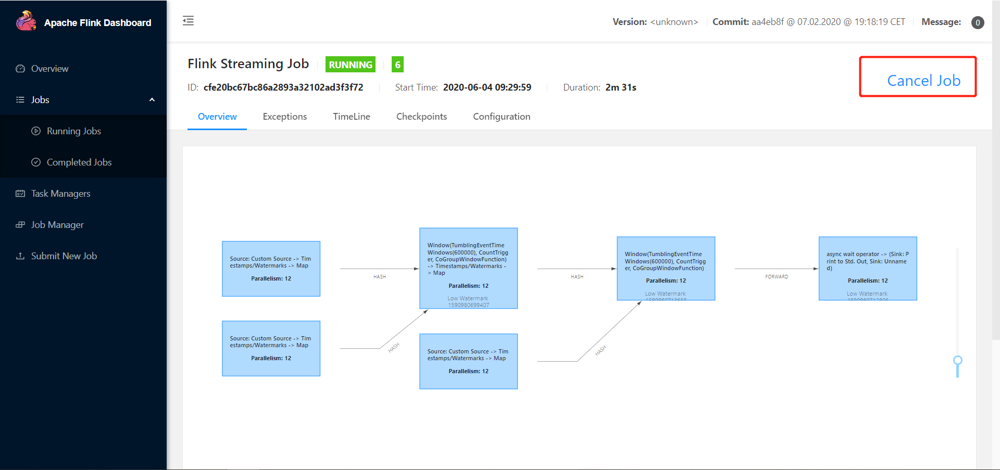 Apache Flink Dashboard
Version: <unknown>
Commit: aa4eb8f @ 07.02.2020 @ 19:18:19 CET
Message:
0
Overview
Jobs
Running Jobs
Completed Jobs
Task Managers
Job Manager
Submit New Job
Flink Streaming Job
RUNNING
6
Cancel Job
ID: cfe20bc67bc86a2893a32102ad3f3f72
Start Time: 2020-06-04 09:29:59
Duration: 2m 31s
Overview
Exceptions
TimeLine
Checkpoints
Configuration
Source: Custom Source -> Tim
estamps/Watermarks -> Map
Parallelism: 12
HASH
Window(TumblingEventTime
Windows(600000), CountTrigg
er, CoGroupWindowFunction)
-> Timestamps/Watermarks -
> Map
Parallelism: 12
Low Watermark
1590980699407
HASH
Window(TumblingEventTime
Windows(600000), CountTrigg
er, CoGroupWindowFunction)
Parallelism: 12
Low Watermark
FORWARD
async wait operator -> (Sink: P
rint to Std. Out, Sink: Unname
d)
Parallelism: 12
Low Watermark
Source: Custom Source -> Tim
estamps/Watermarks -> Map
Parallelism: 12
HASH
Source: Custom Source -> Tim
estamps/Watermarks -> Map
Parallelism: 12
HASH